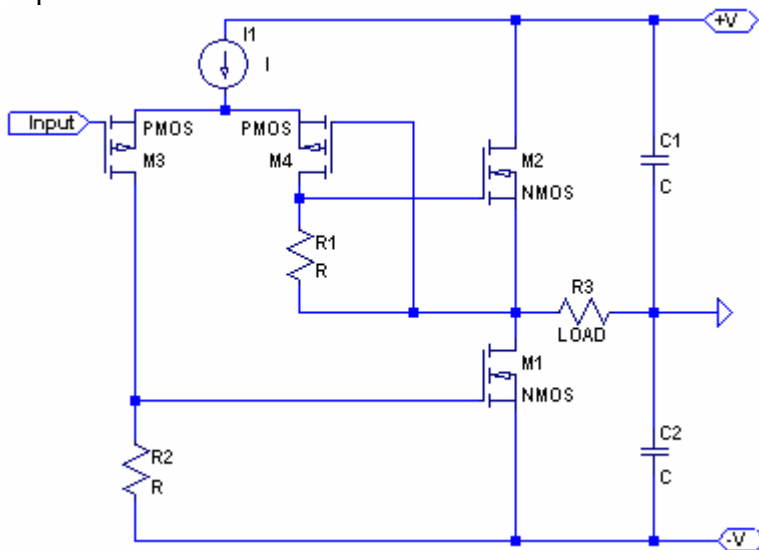 I1
+V
I
Input
PMOS
PMOS
M3
M4
M2
C1
NMOS
C
R1
R
R3
LOAD
M1
NMOS
R2
R
C2
C
-V